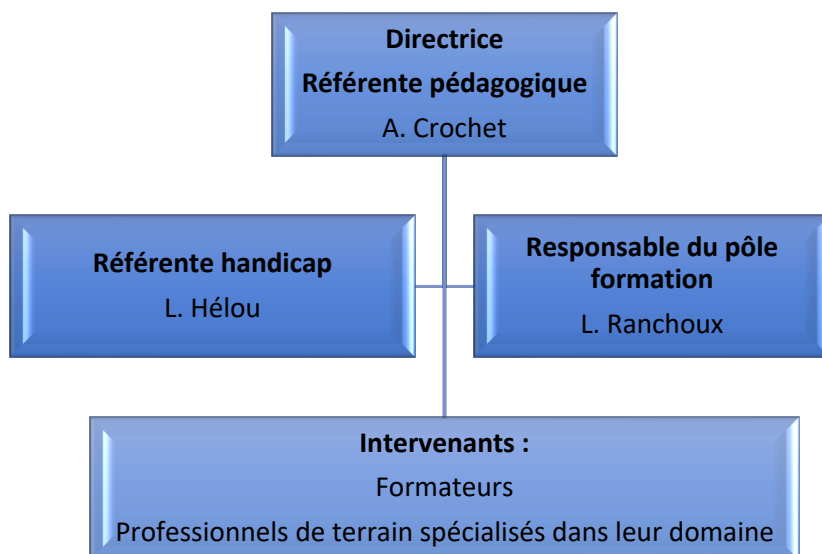 Directrice
Référente pédagogique
A. Crochet
Référente handicap
L. Hélou
Responsable du pôle
formation
L. Ranchoux
Intervenants :
Formateurs
Professionnels de terrain spécialisés dans leur domaine